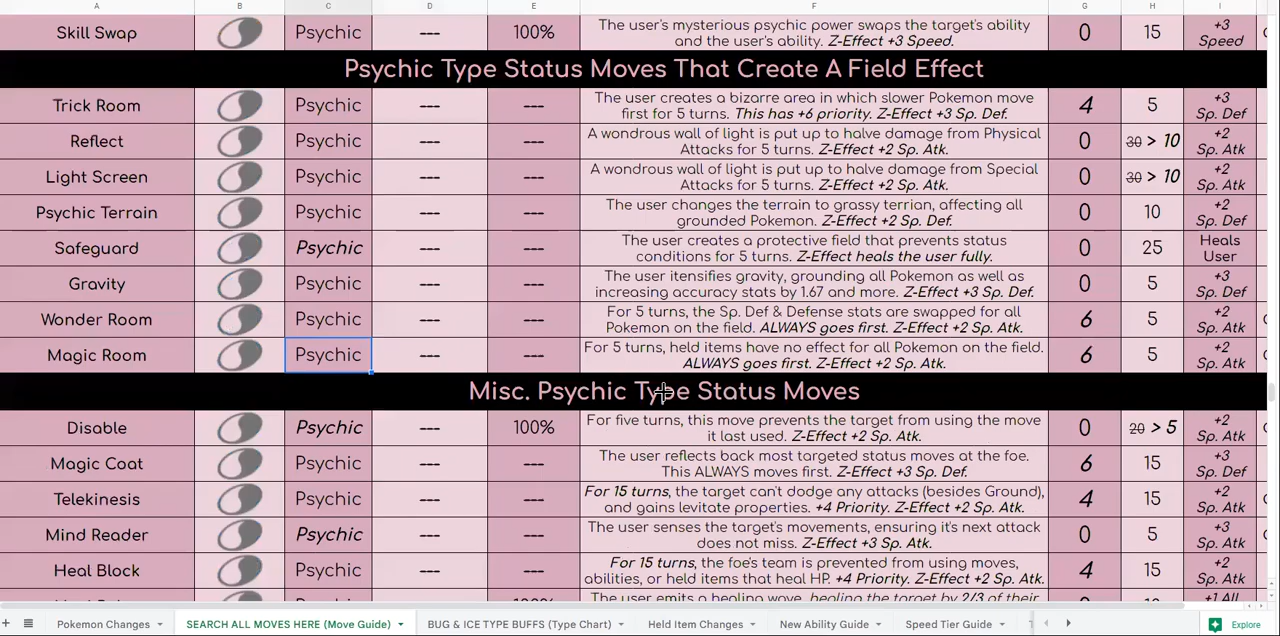 A B C D E F G H I
Skill Swap Psychic --- 100% The user's mysterious psychic power swaps the target's ability 0 15 +3
and the user's ability. Z-Effect +3 Speed. Speed
Psychic Type Status Moves That Create A Field Effect
Trick Room Psychic --- --- The user creates a bizarre area in which slower Pokemon move 4 5 +3
first for 5 turns. This has +6 priority. Z-Effect +3 Sp. Def. Sp. Def
Reflect Psychic --- --- A wondrous wall of light is put up to halve damage from Physical 0 30 > 10 +2
Attacks for 5 turns. Z-Effect +2 Sp. Atk. Sp. Atk
Light Screen Psychic --- --- A wondrous wall of light is put up to halve damage from Special 0 30 > 10 +2
Attacks for 5 turns. Z-Effect +2 Sp. Atk. Sp. Atk
Psychic Terrain Psychic --- --- The user changes the terrain to grassy terrian, affecting all 0 10 +2
grounded Pokemon. Z-Effect +2 Sp. Def. Sp. Def
Safeguard Psychic --- --- The user creates a protective field that prevents status 0 25 Heals
conditions for 5 turns. Z-Effect heals the user fully. User
Gravity Psychic --- --- The user itensifies gravity, grounding all Pokemon as well as 0 5 +3
increasing accuracy stats by 1.67 and more. Z-Effect +3 Sp. Def. Sp. Def
Wonder Room Psychic --- --- For 5 turns, the Sp. Def & Defense stats are swapped for all 6 5 +2
Pokemon on the field. ALWAYS goes first. Z-Effect +2 Sp. Atk. Sp. Atk
Magic Room Psychic --- --- For 5 turns, held items have no effect for all Pokemon on the field. 6 5 +2
ALWAYS goes first. Z-Effect +2 Sp. Atk. Sp. Atk
Misc. Psychic Type Status Moves
Disable Psychic --- 100% For five turns, this move prevents the target from using the move 0 20 > 5 +2
it last used. Z-Effect +2 Sp. Atk. Sp. Atk
Magic Coat Psychic --- --- The user reflects back most targeted status moves at the foe. 6 15 +3
This ALWAYS moves first. Z-Effect +3 Sp. Def. Sp. Def
Telekinesis Psychic --- --- For 15 turns, the target can't dodge any attacks (besides Ground), 4 15 +2
and gains levitate properties. +4 Priority. Z-Effect +2 Sp. Atk. Sp. Atk
Mind Reader Psychic --- --- The user senses the target's movements, ensuring it's next attack 0 5 +3
does not miss. Z-Effect +3 Sp. Atk. Sp. Atk
Heal Block Psychic --- --- For 15 turns, the foe's team is prevented from using moves, 4 15 +2
abilities, or held items that heal HP. +4 Priority. Z-Effect +2 Sp. Atk. Sp. Atk
The user emits a healing wave, healing the target by 2/3 of their +1 All
Pokemon Changes SEARCH ALL MOVES HERE (Move Guide) BUG & ICE TYPE BUFFS (Type Chart) Held Item Changes New Ability Guide Speed Tier Guide Explore